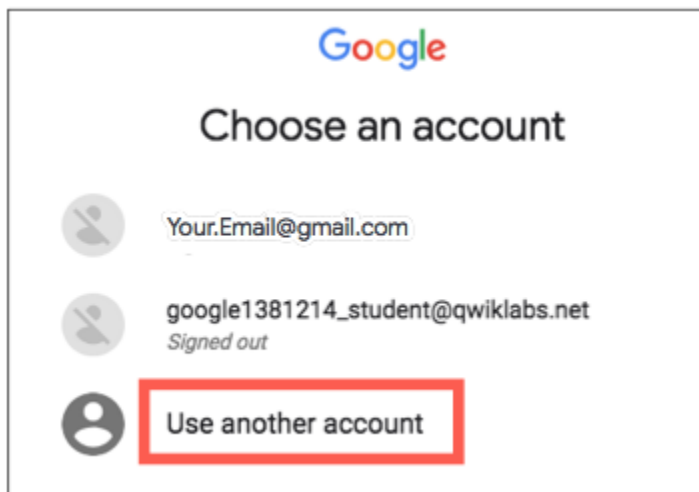 Google
Choose an account
Your.Email@gmail.com
google1381214_student@qwiklabs.net
Signed out
Use another account